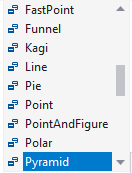 FastPoint
Funnel
Kagi
Line
Pie
Point
PointAndFigure
Polar
Pyramid